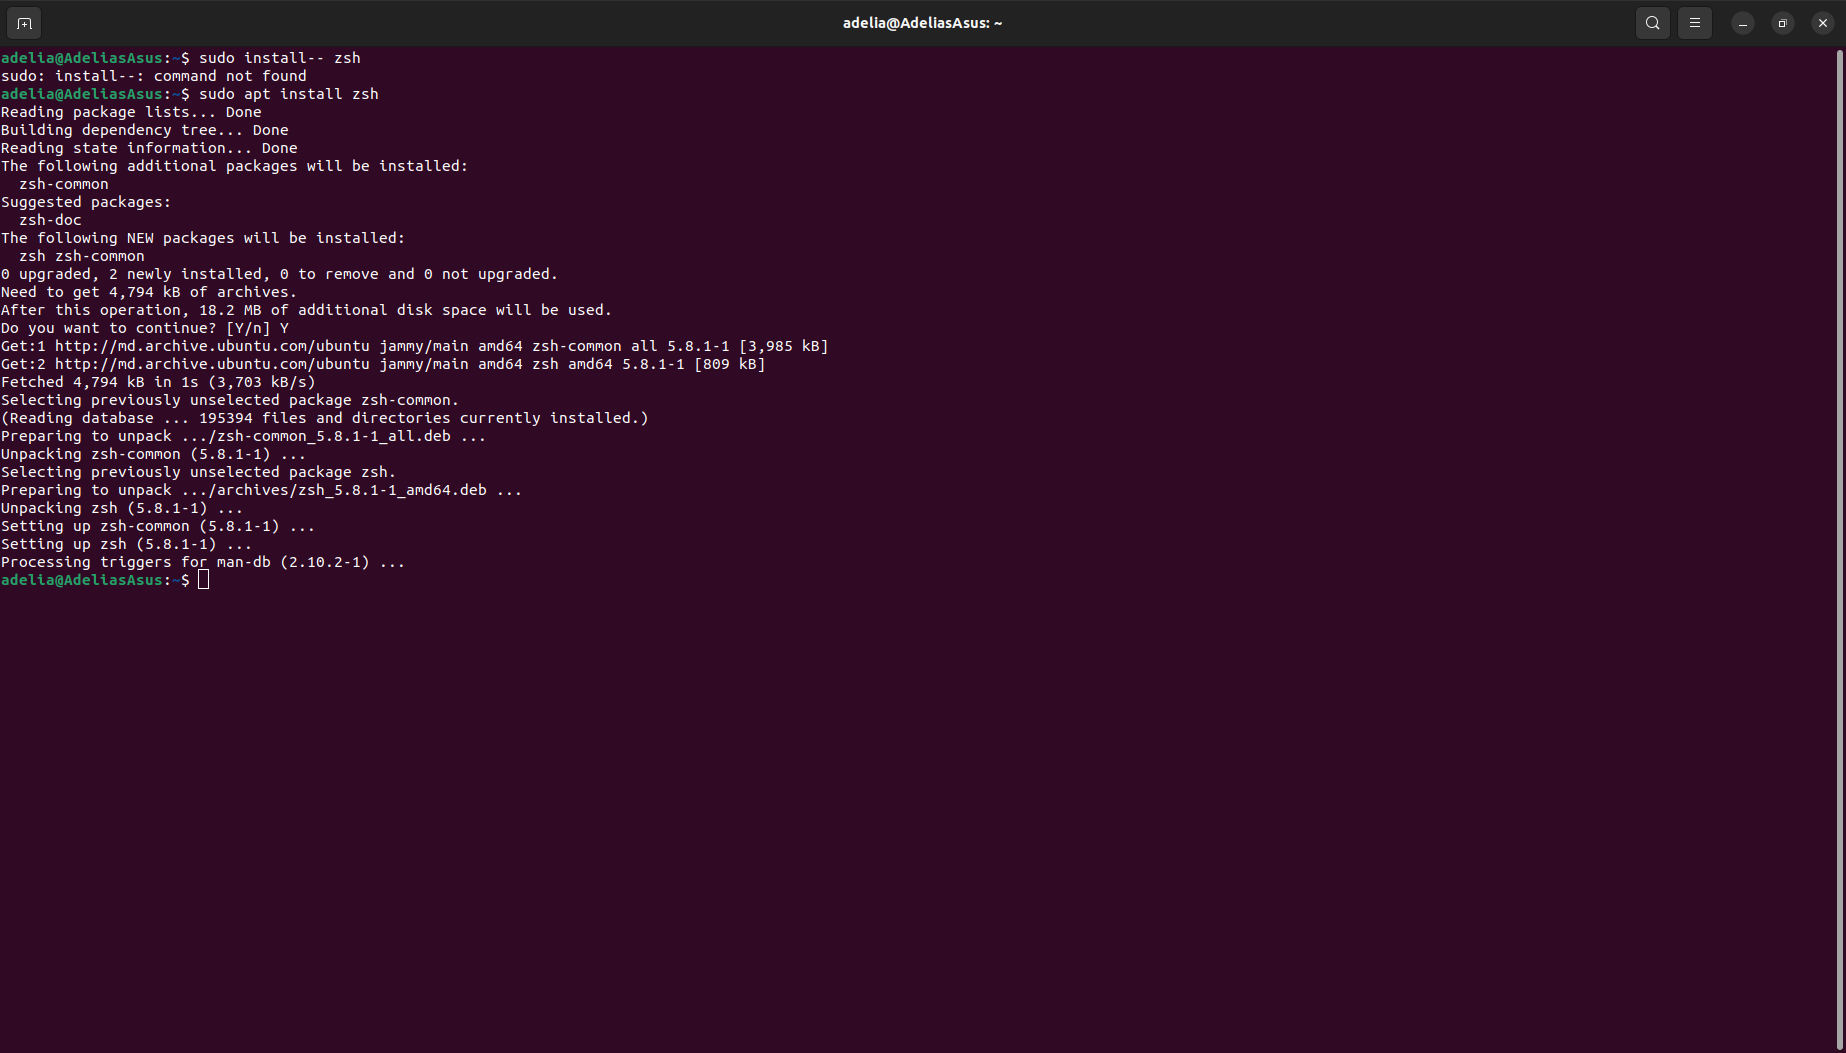 adelia@AdeliasAsus: ~
adelia@AdeliasAsus:~$ sudo install-- zsh
sudo: install--: command not found
adelia@AdeliasAsus:~$ sudo apt install zsh
Reading package lists... Done
Building dependency tree... Done
Reading state information... Done
The following additional packages will be installed:
  zsh-common
Suggested packages:
  zsh-doc
The following NEW packages will be installed:
  zsh zsh-common
0 upgraded, 2 newly installed, 0 to remove and 0 not upgraded.
Need to get 4,794 kB of archives.
After this operation, 18.2 MB of additional disk space will be used.
Do you want to continue? [Y/n] Y
Get:1 http://md.archive.ubuntu.com/ubuntu jammy/main amd64 zsh-common all 5.8.1-1 [3,985 kB]
Get:2 http://md.archive.ubuntu.com/ubuntu jammy/main amd64 zsh amd64 5.8.1-1 [809 kB]
Fetched 4,794 kB in 1s (3,703 kB/s)
Selecting previously unselected package zsh-common.
(Reading database ... 195394 files and directories currently installed.)
Preparing to unpack .../zsh-common_5.8.1-1_all.deb ...
Unpacking zsh-common (5.8.1-1) ...
Selecting previously unselected package zsh.
Preparing to unpack .../archives/zsh_5.8.1-1_amd64.deb ...
Unpacking zsh (5.8.1-1) ...
Setting up zsh-common (5.8.1-1) ...
Setting up zsh (5.8.1-1) ...
Processing triggers for man-db (2.10.2-1) ...
adelia@AdeliasAsus:~$